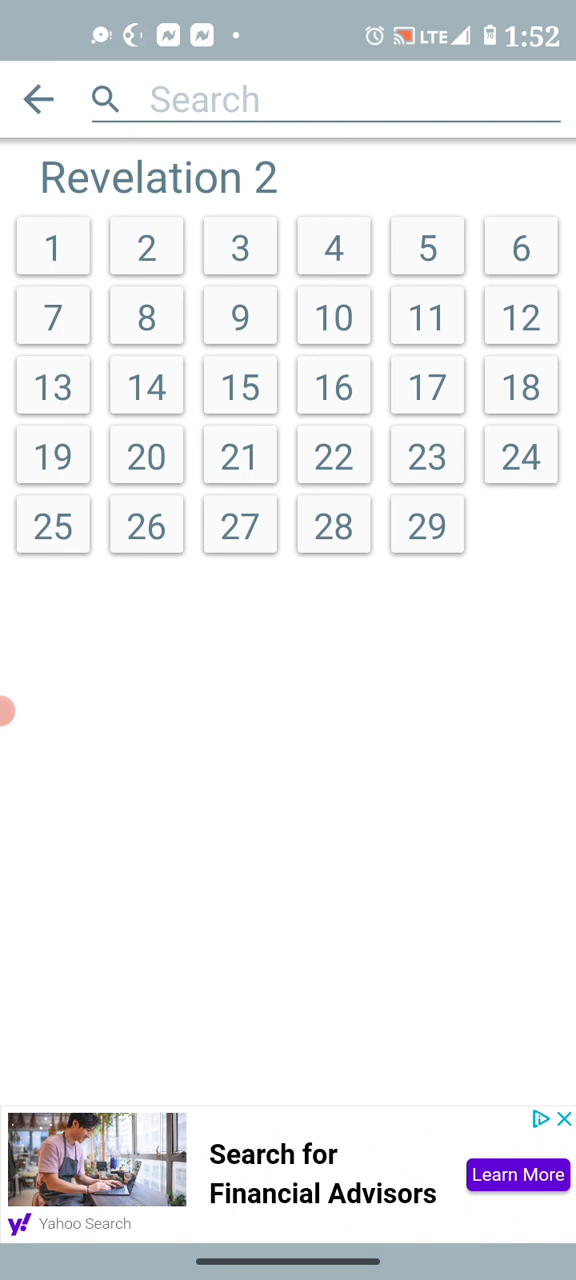 LTE 70 1:52
Search
Revelation 2
1 2 3 4 5 6
7 8 9 10 11 12
13 14 15 16 17 18
19 20 21 22 23 24
25 26 27 28 29
Search for
Financial Advisors
Learn More
y! Yahoo Search